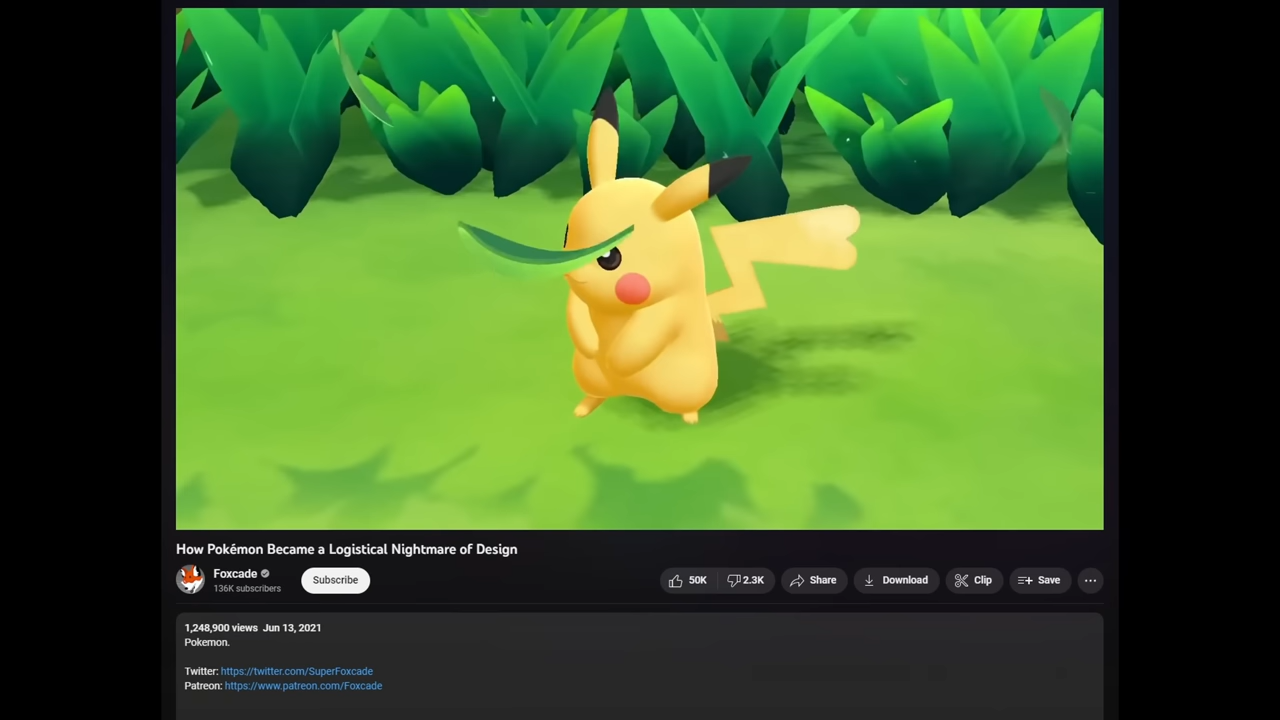 How Pokémon Became a Logistical Nightmare of Design
Foxcade
136K subscribers
Subscribe
50K
2.3K
Share
Download
Clip
Save
1,248,900 views Jun 13, 2021
Pokemon.
Twitter: https://twitter.com/SuperFoxcade
Patreon: https://www.patreon.com/Foxcade